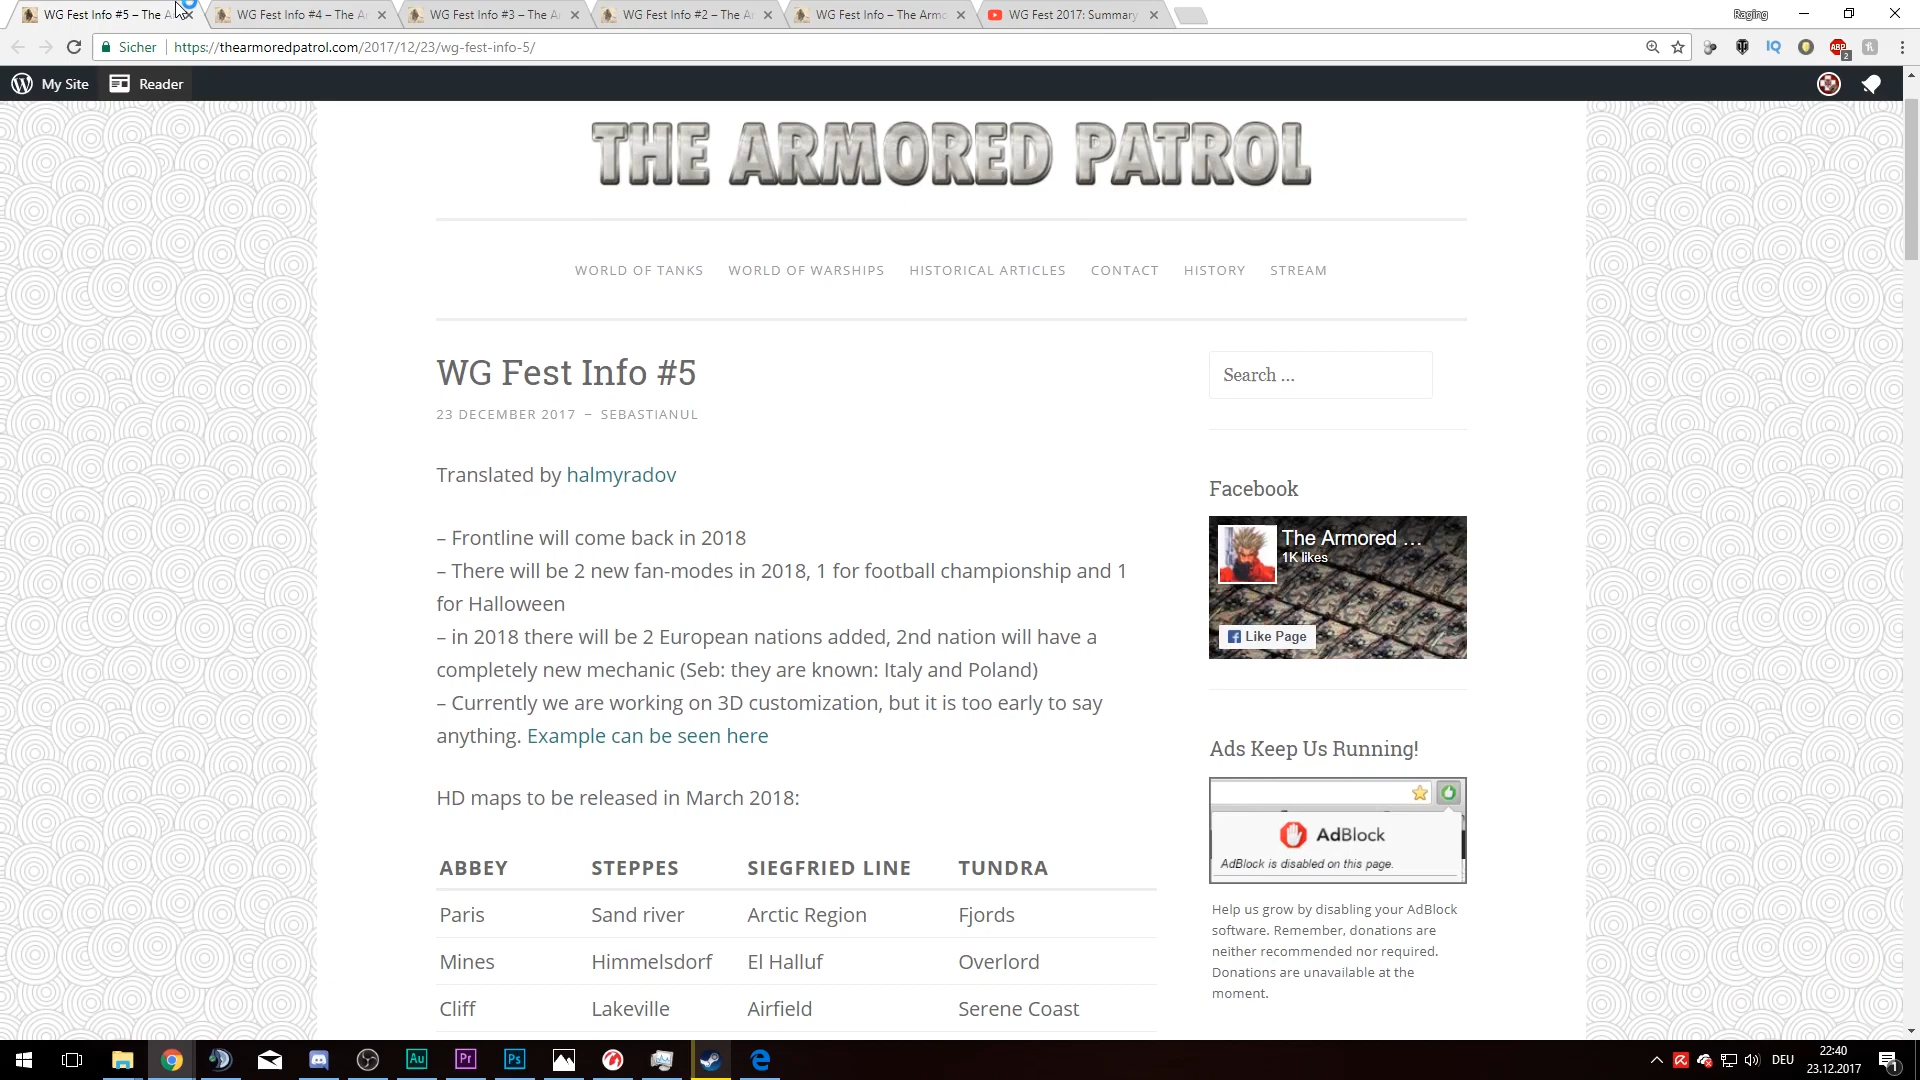 WG Fest Info #5 – The A
WG Fest Info #4 – The Ar
WG Fest Info #3 – The Ar
WG Fest Info #2 – The Ar
WG Fest Info – The Armo
WG Fest 2017: Summary
Raging
Sicher
https://thearmoredpatrol.com/2017/12/23/wg-fest-info-5/
IQ
ABP
2
My Site
Reader
THE ARMORED PATROL
WORLD OF TANKS
WORLD OF WARSHIPS
HISTORICAL ARTICLES
CONTACT
HISTORY
STREAM
WG Fest Info #5
23 DECEMBER 2017 – SEBASTIANUL
Translated by halmyradov
– Frontline will come back in 2018
– There will be 2 new fan-modes in 2018, 1 for football championship and 1
for Halloween
– in 2018 there will be 2 European nations added, 2nd nation will have a
completely new mechanic (Seb: they are known: Italy and Poland)
– Currently we are working on 3D customization, but it is too early to say
anything. Example can be seen here
HD maps to be released in March 2018:
ABBEY STEPPES SIEGFRIED LINE TUNDRA
Paris Sand river Arctic Region Fjords
Mines Himmelsdorf El Halluf Overlord
Cliff Lakeville Airfield Serene Coast
Search ...
Facebook
The Armored ...
1K likes
Like Page
Ads Keep Us Running!
AdBlock
AdBlock is disabled on this page.
Help us grow by disabling your AdBlock
software. Remember, donations are
neither recommended nor required.
Donations are unavailable at the
moment.
Au
Pr
Ps
DEU
22:40
23.12.2017
1